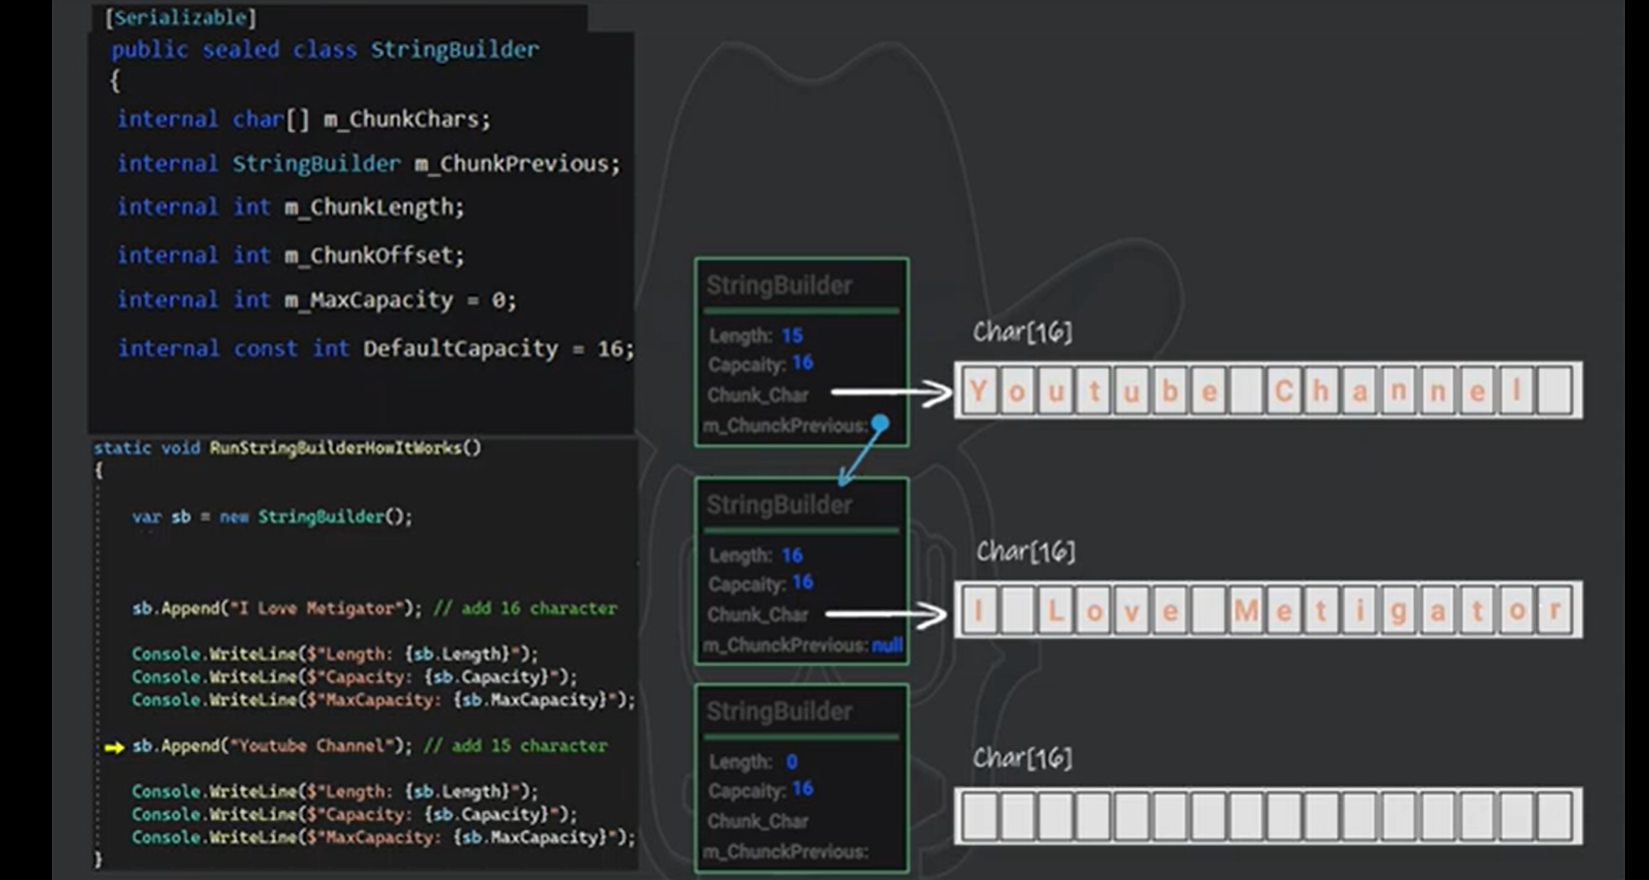 [Serializable]
public sealed class StringBuilder
{
internal char[] m_ChunkChars;
internal StringBuilder m_ChunkPrevious;
internal int m_ChunkLength;
internal int m_ChunkOffset;
internal int m_MaxCapacity = 0;
internal const int DefaultCapacity = 16;
static void RunStringBuilderHowItWorks()
{
var sb = new StringBuilder();
sb.Append("I Love Metigator"); // add 16 character
Console.WriteLine($"Length: {sb.Length}");
Console.WriteLine($"Capacity: {sb.Capacity}");
Console.WriteLine($"MaxCapacity: {sb.MaxCapacity}");
sb.Append("Youtube Channel"); // add 15 character
Console.WriteLine($"Length: {sb.Length}");
Console.WriteLine($"Capacity: {sb.Capacity}");
Console.WriteLine($"MaxCapacity: {sb.MaxCapacity}");
}
StringBuilder
Length: 15
Capcaity: 16
Chunk_Char
m_ChunckPrevious:
Char[16]
Youtube Channel
StringBuilder
Length: 16
Capcaity: 16
Chunk_Char
m_ChunckPrevious: null
Char[16]
I Love Metigator
StringBuilder
Length: 0
Capcaity: 16
Chunk_Char
m_ChunckPrevious:
Char[16]